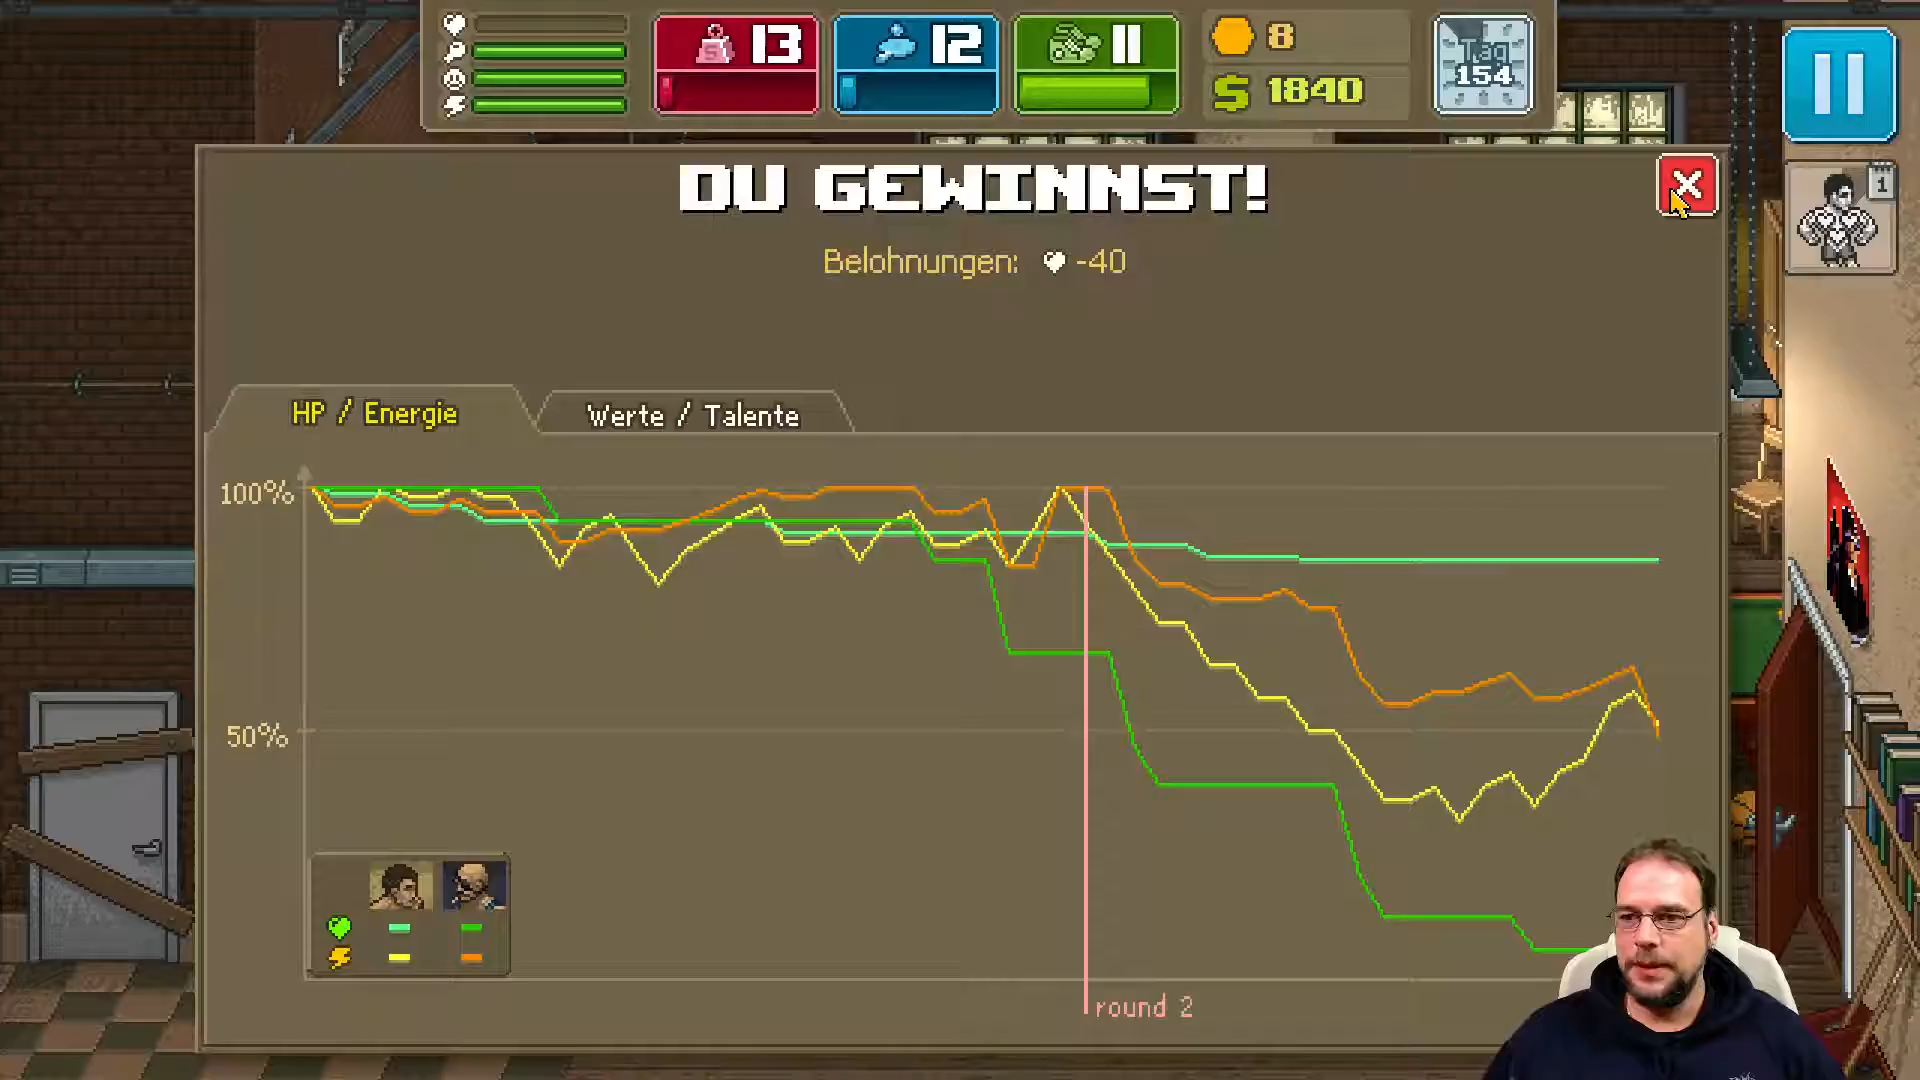 13
12
11
8
$ 1840
Tag
154
1
DU GEWINNST!
Belohnungen: -40
HP / Energie
Werte / Talente
100%
50%
round 2